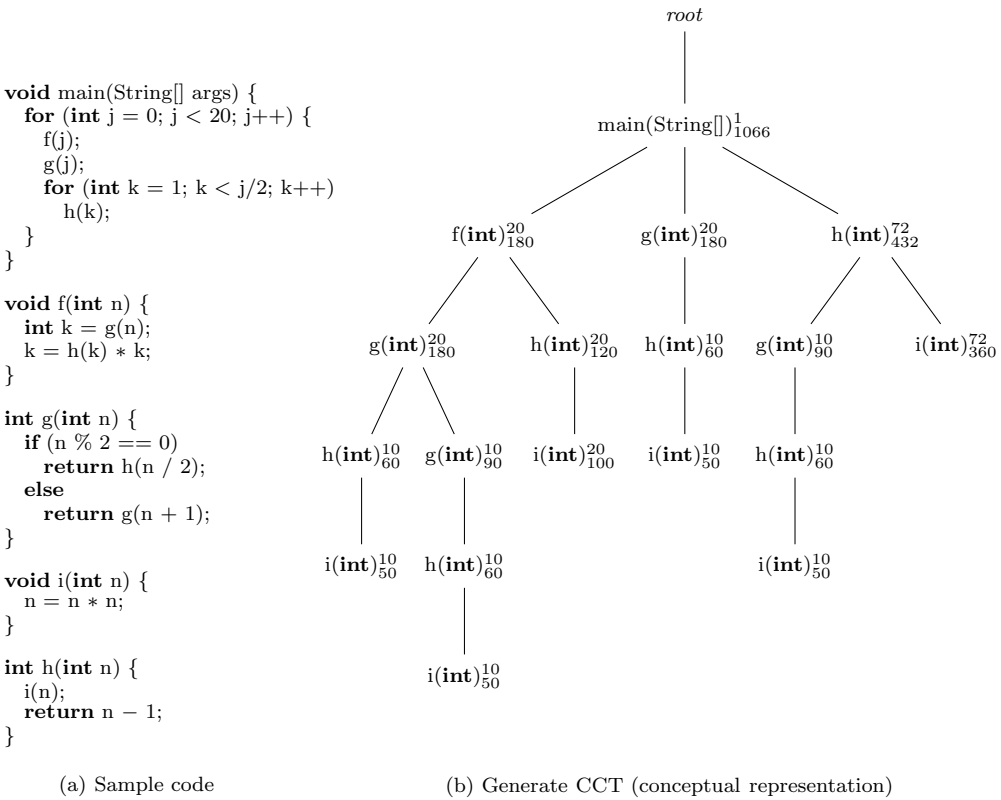 void main(String[] args) {
for (int j = 0; j < 20; j++) {
f(j);
g(j);
for (int k = 1; k < j/2; k++)
h(k);
}
}
void f(int n) {
int k = g(n);
k = h(k) * k;
}
int g(int n) {
if (n % 2 == 0)
return h(n / 2);
else
return g(n + 1);
}
void i(int n) {
n = n * n;
}
int h(int n) {
i(n);
return n − 1;
}
(a) Sample code
root
main(String[])¹₁₀₆₆
f(int)²⁰₁₈₀ g(int)²⁰₁₈₀ h(int)⁷²₄₃₂
g(int)²⁰₁₈₀ h(int)²⁰₁₂₀ h(int)¹⁰₆₀ g(int)¹⁰₉₀ i(int)⁷²₃₆₀
h(int)¹⁰₆₀ g(int)¹⁰₉₀ i(int)²⁰₁₀₀ i(int)¹⁰₅₀ h(int)¹⁰₆₀
i(int)¹⁰₅₀ h(int)¹⁰₆₀ i(int)¹⁰₅₀
i(int)¹⁰₅₀
(b) Generate CCT (conceptual representation)